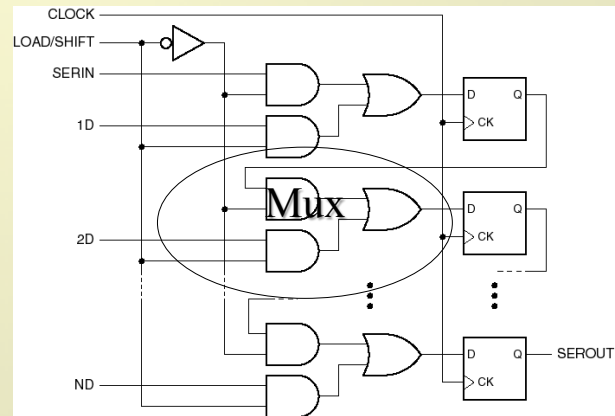 CLOCK
LOAD/SHIFT
SERIN
D Q
1D
CK
Mux
D Q
2D
CK
D Q
SEROUT
ND
CK